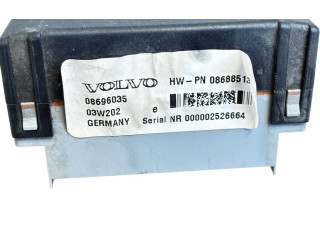 VOLVO HW-PN 08688513
08696035
03W202 e
GERMANY Serial NR 000002526664